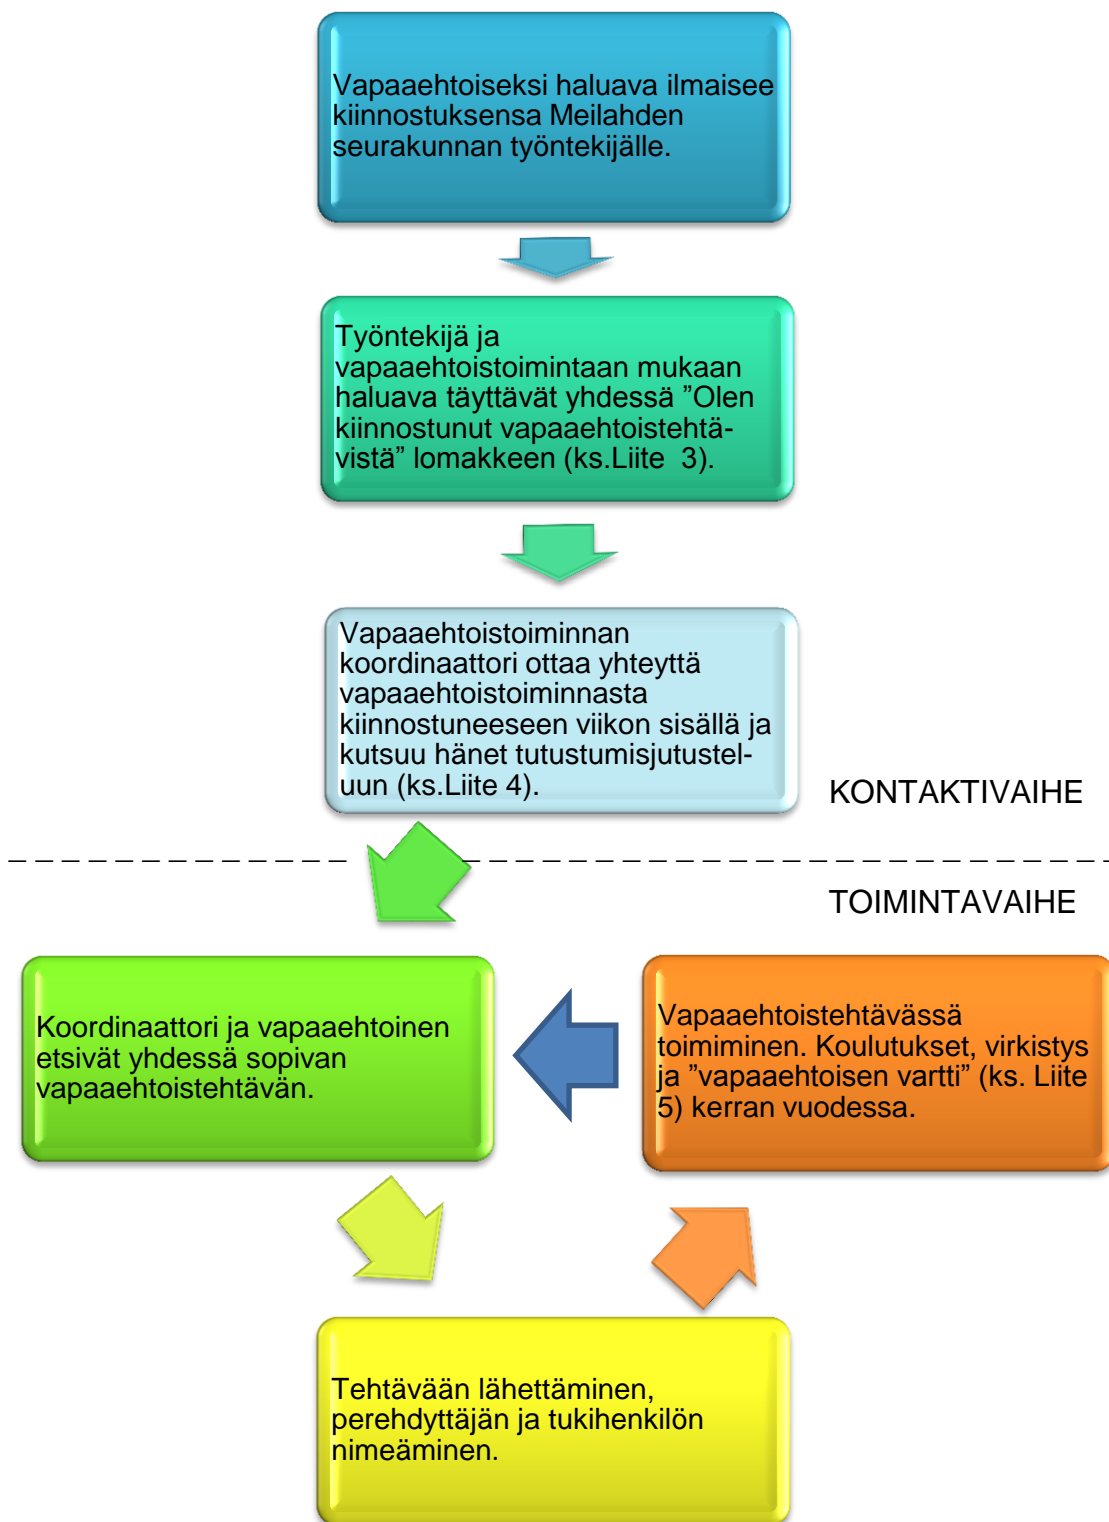 Vapaaehtoiseksi haluava ilmaisee
kiinnostuksensa Meilahden
seurakunnan työntekijälle.
Työntekijä ja
vapaaehtoistoimintaan mukaan
haluava täyttävät yhdessä ”Olen
kiinnostunut vapaaehtoistehtä-
vistä” lomakkeen (ks.Liite  3).
Vapaaehtoistoiminnan
koordinaattori ottaa yhteyttä
vapaaehtoistoiminnasta
kiinnostuneeseen viikon sisällä ja
kutsuu hänet tutustumisjutustel-
uun (ks.Liite 4).
KONTAKTIVAIHE
TOIMINTAVAIHE
Koordinaattori ja vapaaehtoinen
etsivät yhdessä sopivan
vapaaehtoistehtävän.
Vapaaehtoistehtävässä
toimiminen. Koulutukset, virkistys
ja ”vapaaehtoisen vartti” (ks. Liite
5) kerran vuodessa.
Tehtävään lähettäminen,
perehdyttäjän ja tukihenkilön
nimeäminen.